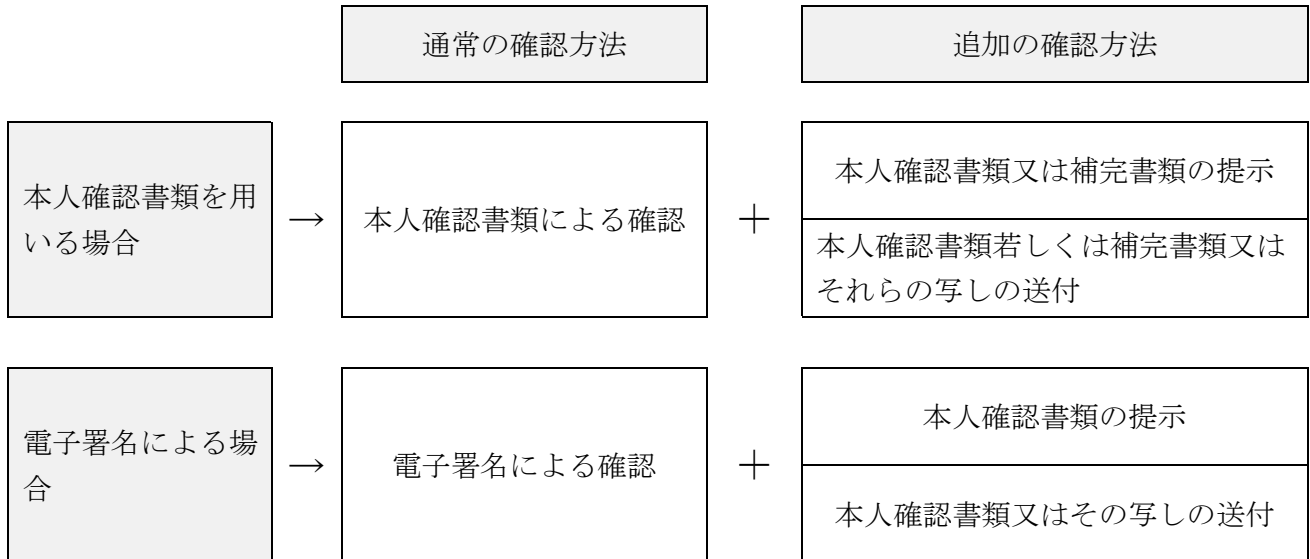 通常の確認方法
追加の確認方法
本人確認書類を用
いる場合
→
本人確認書類による確認
＋
本人確認書類又は補完書類の提示
本人確認書類若しくは補完書類又は
それらの写しの送付
電子署名による場
合
→
電子署名による確認
＋
本人確認書類の提示
本人確認書類又はその写しの送付